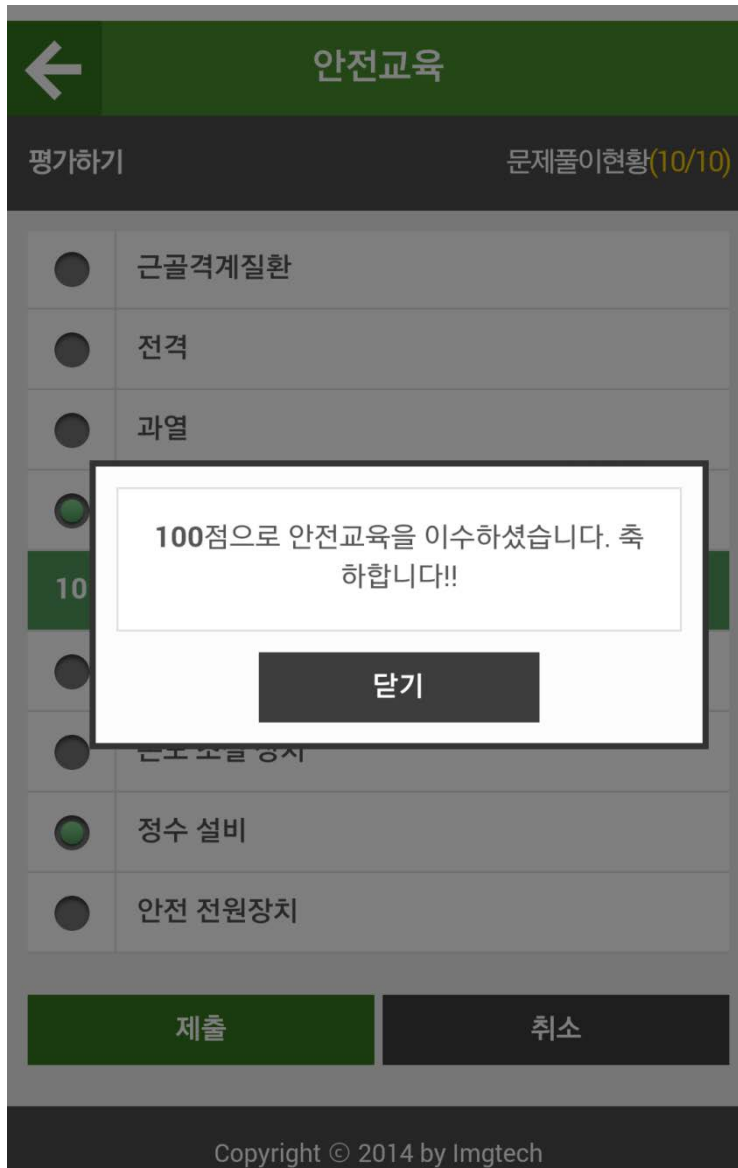 안전교육
평가하기 문제풀이현황(10/10)
근골격계질환
전격
과열
100점으로 안전교육을 이수하셨습니다. 축
하합니다!!
10
닫기
정수 설비
안전 전원장치
제출 취소
Copyright ⓒ 2014 by Imgtech